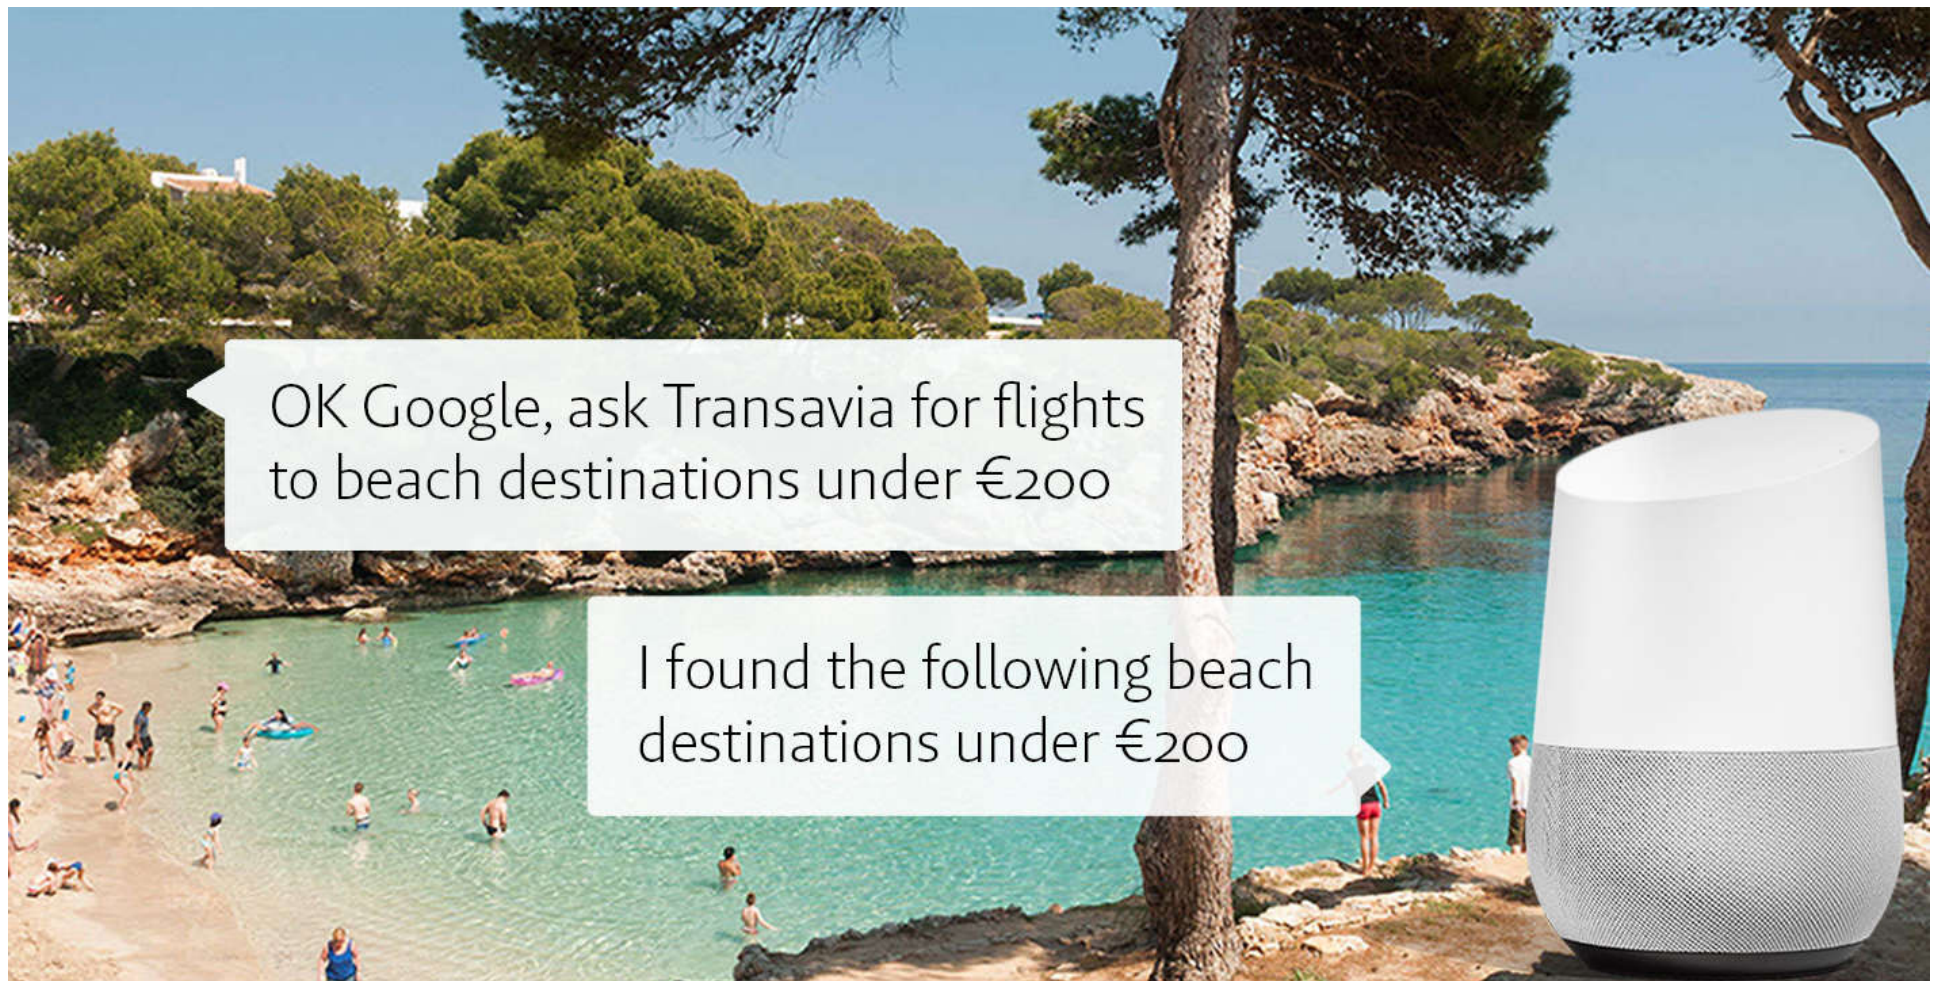 OK Google, ask Transavia for flights
to beach destinations under €200
I found the following beach
destinations under €200